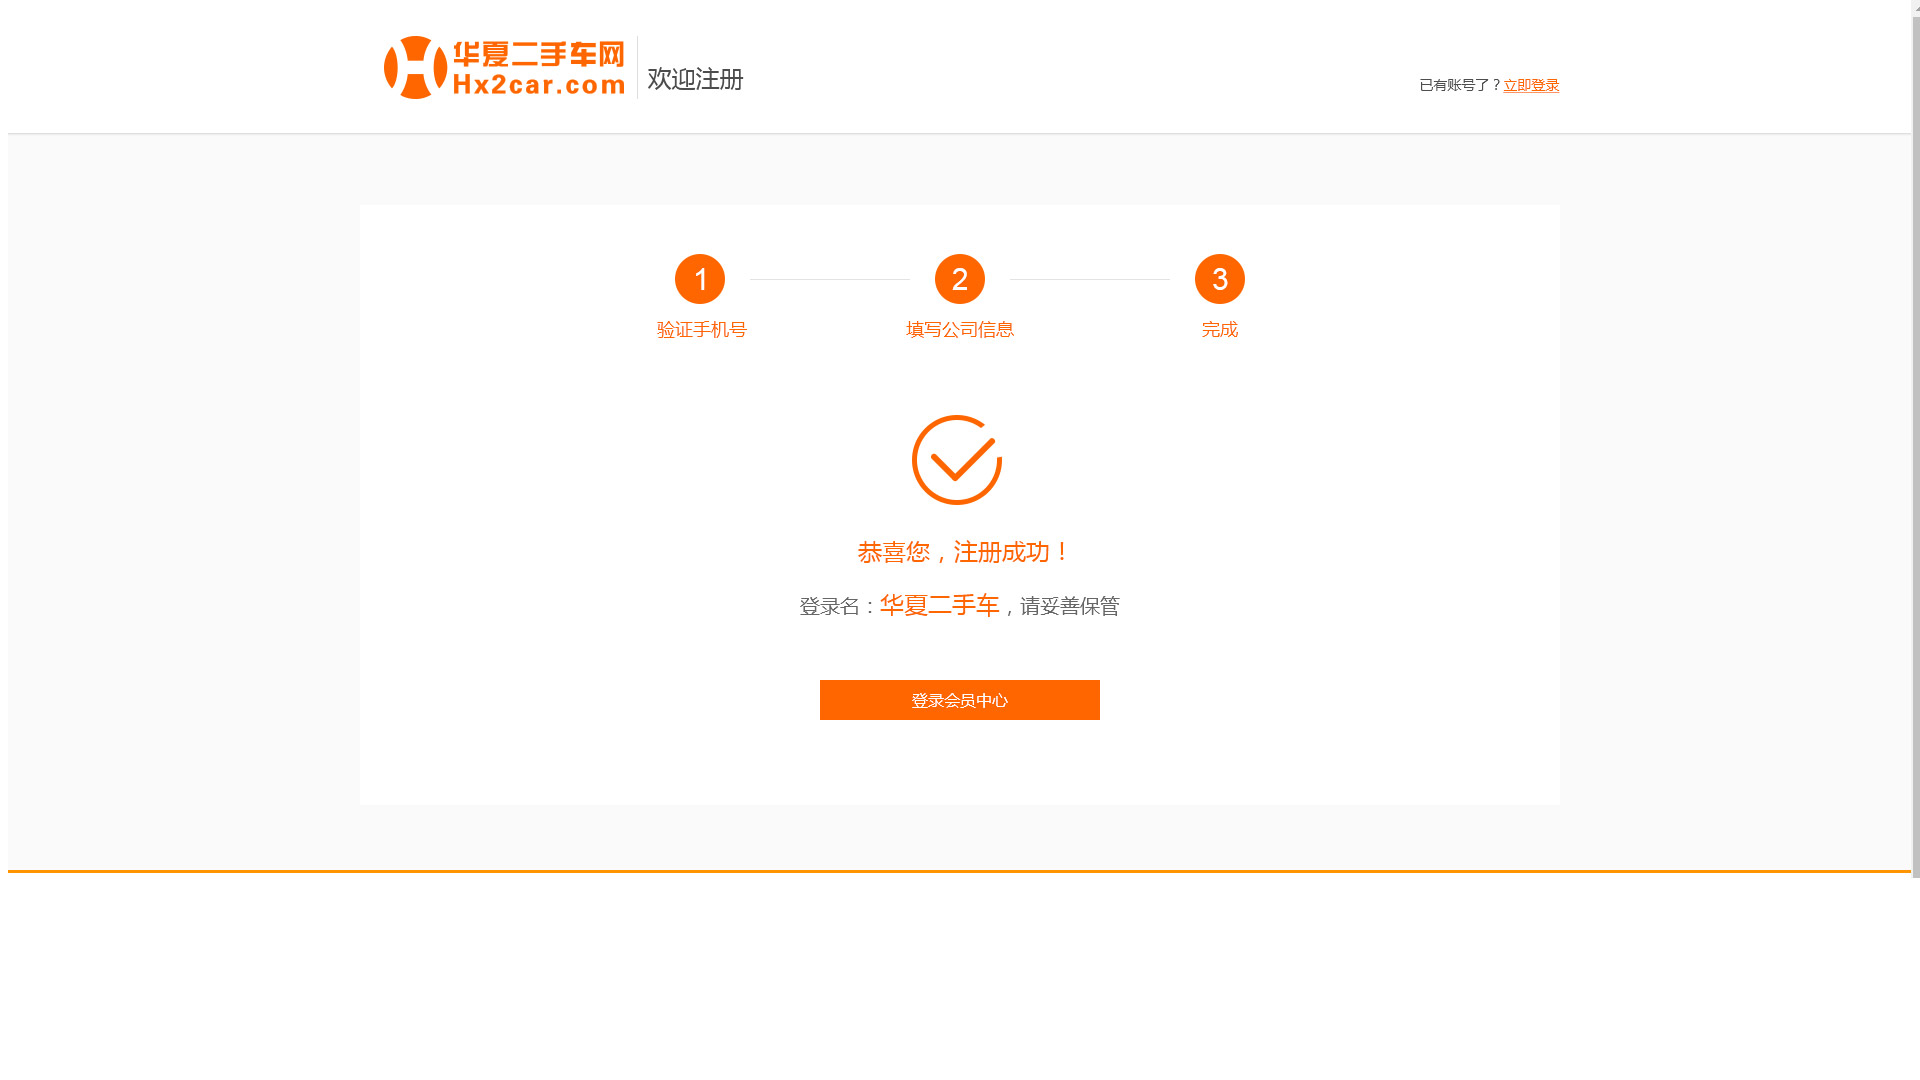 华夏二手车网
Hx2car.com
欢迎注册
已有账号了？立即登录
1
2
3
验证手机号
填写公司信息
完成
恭喜您，注册成功！
登录名：华夏二手车，请妥善保管
登录会员中心